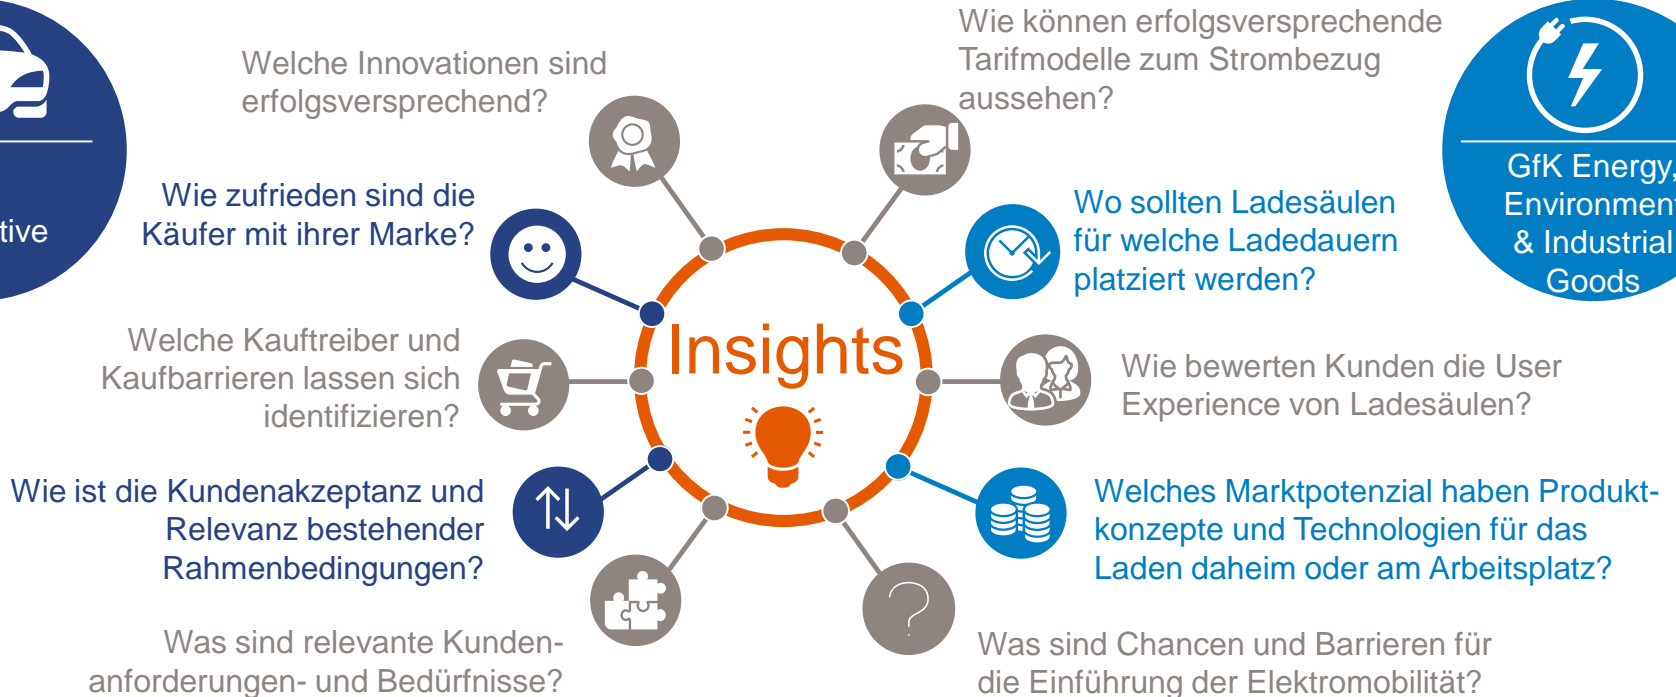 Welche Innovationen sind
erfolgsversprechend?
Wie zufrieden sind die
Käufer mit ihrer Marke?
Welche Kauftreiber und
Kaufbarrieren lassen sich
identifizieren?
Wie ist die Kundenakzeptanz und
Relevanz bestehender
Rahmenbedingungen?
Was sind relevante Kunden-
anforderungen- und Bedürfnisse?
Insights
Wie können erfolgsversprechende
Tarifmodelle zum Strombezug
aussehen?
Wo sollten Ladesäulen
für welche Ladedauern
platziert werden?
Wie bewerten Kunden die User
Experience von Ladesäulen?
Welches Marktpotenzial haben Produkt-
konzepte und Technologien für das
Laden daheim oder am Arbeitsplatz?
Was sind Chancen und Barrieren für
die Einführung der Elektromobilität?
GfK Energy,
Environment
& Industrial
Goods